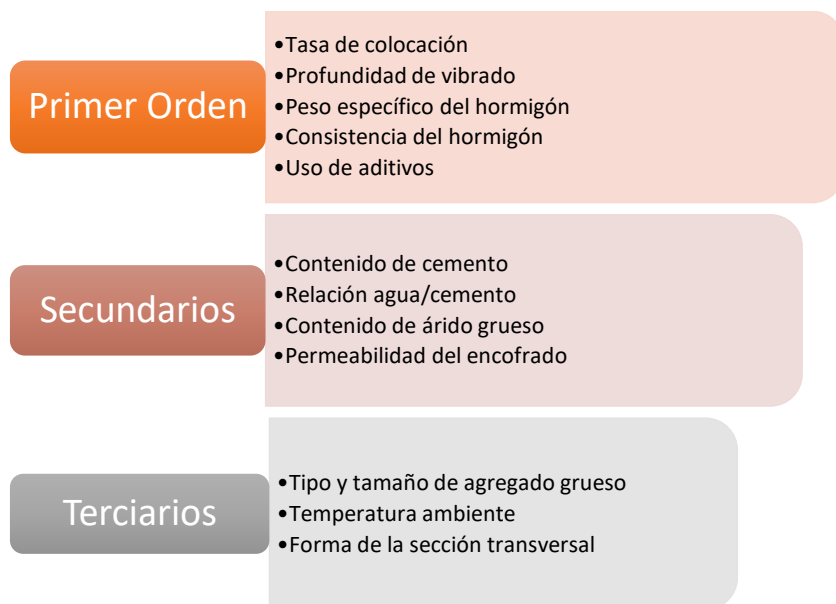 Primer Orden
•Tasa de colocación
•Profundidad de vibrado
•Peso específico del hormigón
•Consistencia del hormigón
•Uso de aditivos
Secundarios
•Contenido de cemento
•Relación agua/cemento
•Contenido de árido grueso
•Permeabilidad del encofrado
Terciarios
•Tipo y tamaño de agregado grueso
•Temperatura ambiente
•Forma de la sección transversal